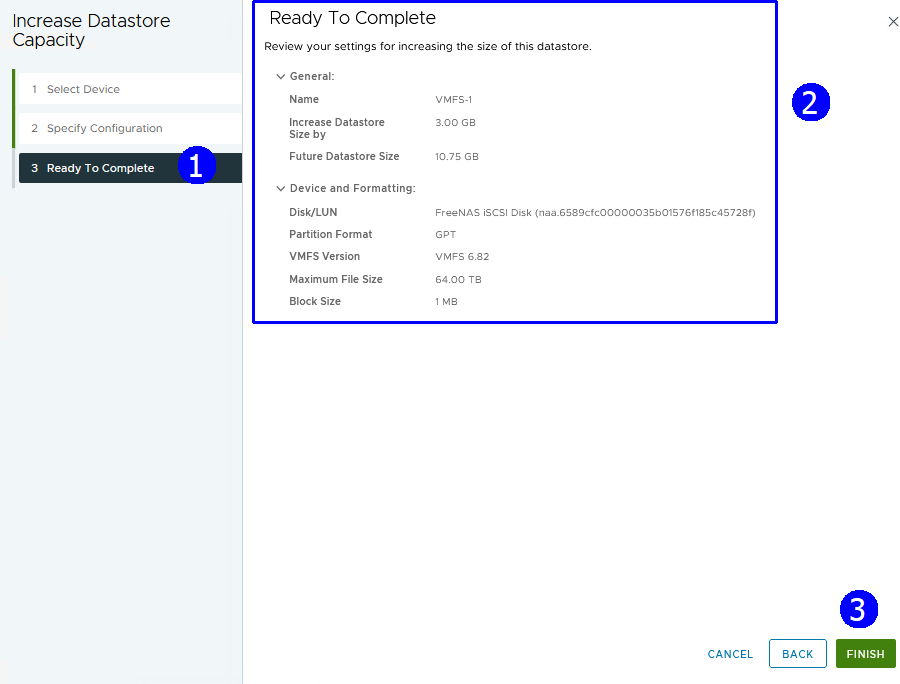 Increase Datastore
Capacity
1 Select Device
2 Specify Configuration
3 Ready To Complete
1
Ready To Complete
Review your settings for increasing the size of this datastore.
General:
Name VMFS-1
Increase Datastore Size by 3.00 GB
Future Datastore Size 10.75 GB
Device and Formatting:
Disk/LUN FreeNAS iSCSI Disk (naa.6589cfc00000035b01576f185c45728f)
Partition Format GPT
VMFS Version VMFS 6.82
Maximum File Size 64.00 TB
Block Size 1 MB
2
3
CANCEL BACK FINISH